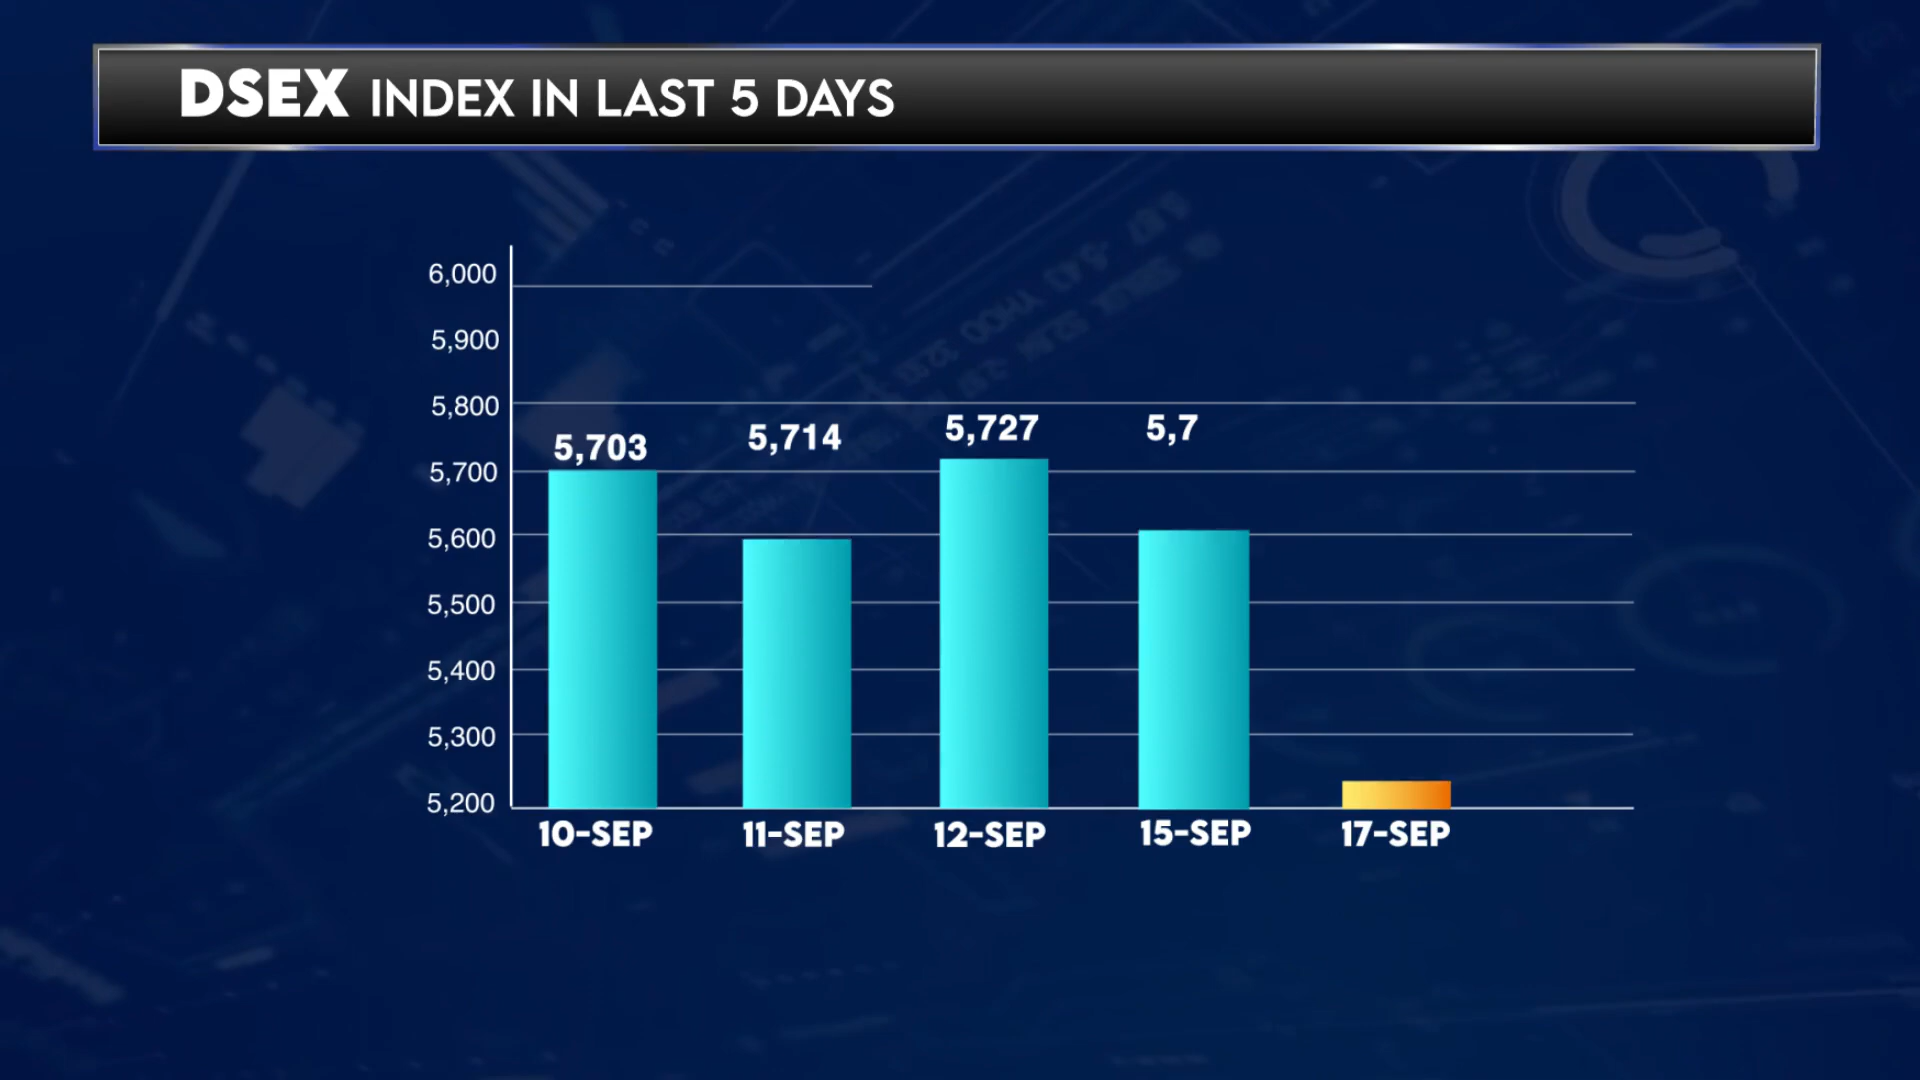 DSEX INDEX IN LAST 5 DAYS
6,000
5,900
5,800
5,700
5,600
5,500
5,400
5,300
5,200
5,703
5,714
5,727
5,7
10-SEP
11-SEP
12-SEP
15-SEP
17-SEP